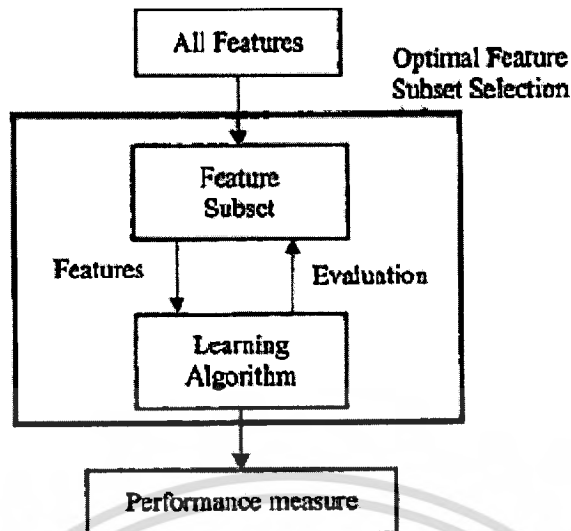 All Features
Optimal Feature
Subset Selection
Feature
Subset
Features
Evaluation
Learning
Algorithm
Performance measure